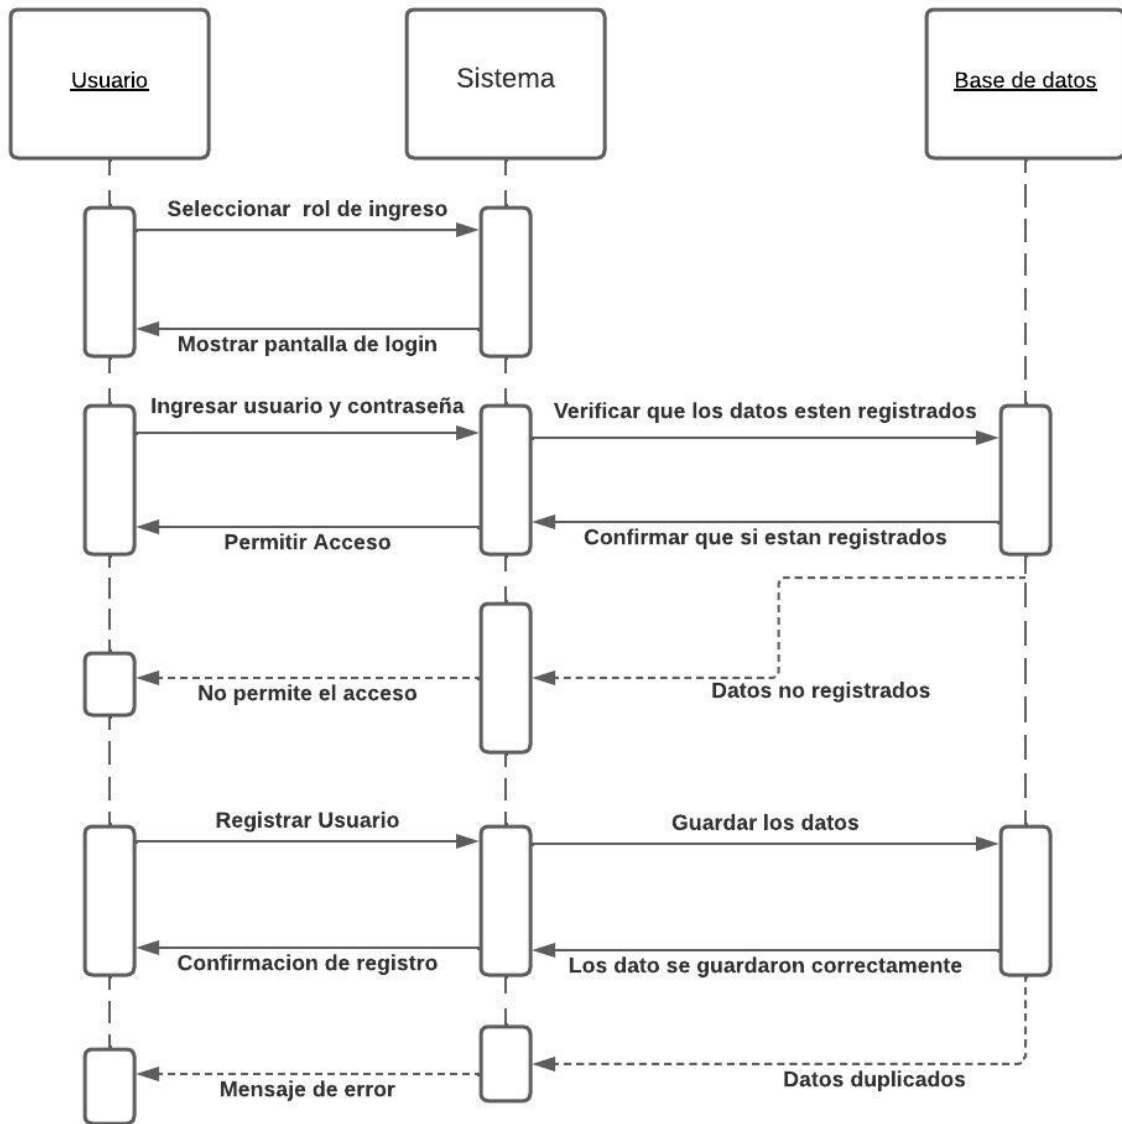 Usuario
Sistema
Base de datos
Seleccionar rol de ingreso
Mostrar pantalla de login
Ingresar usuario y contraseña
Verificar que los datos esten registrados
Permitir Acceso
Confirmar que si estan registrados
No permite el acceso
Datos no registrados
Registrar Usuario
Guardar los datos
Confirmacion de registro
Los dato se guardaron correctamente
Mensaje de error
Datos duplicados